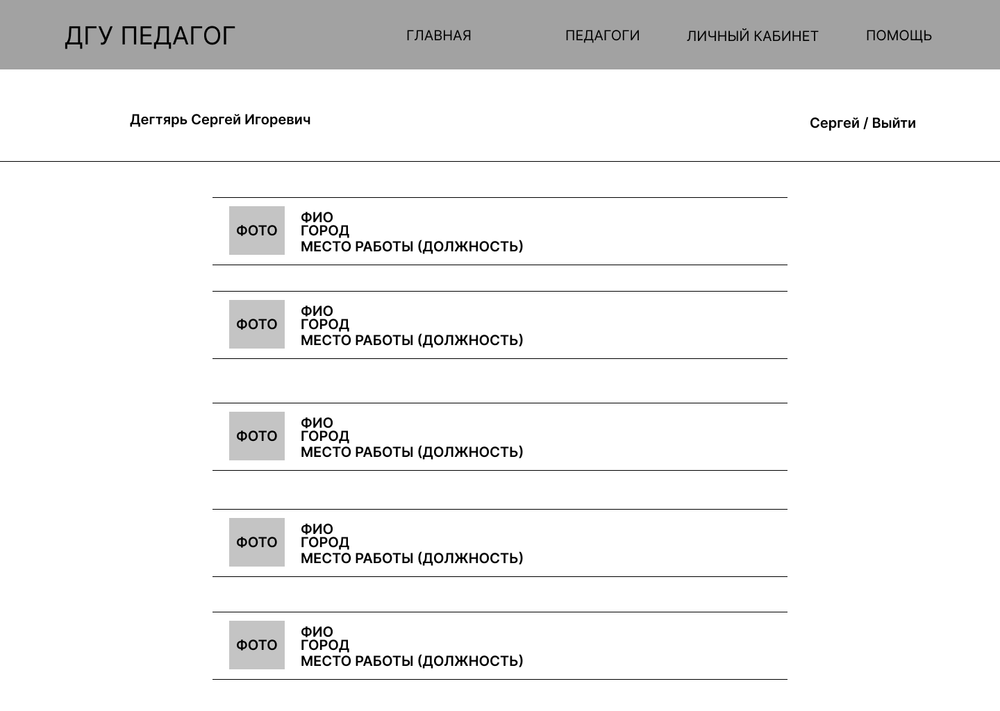 ДГУ ПЕДАГОГ
ГЛАВНАЯ
ПЕДАГОГИ
ЛИЧНЫЙ КАБИНЕТ
ПОМОЩЬ
Дегтярь Сергей Игоревич
Сергей / Выйти
ФОТО
ФИО
ГОРОД
МЕСТО РАБОТЫ (ДОЛЖНОСТЬ)
ФОТО
ФИО
ГОРОД
МЕСТО РАБОТЫ (ДОЛЖНОСТЬ)
ФОТО
ФИО
ГОРОД
МЕСТО РАБОТЫ (ДОЛЖНОСТЬ)
ФОТО
ФИО
ГОРОД
МЕСТО РАБОТЫ (ДОЛЖНОСТЬ)
ФОТО
ФИО
ГОРОД
МЕСТО РАБОТЫ (ДОЛЖНОСТЬ)